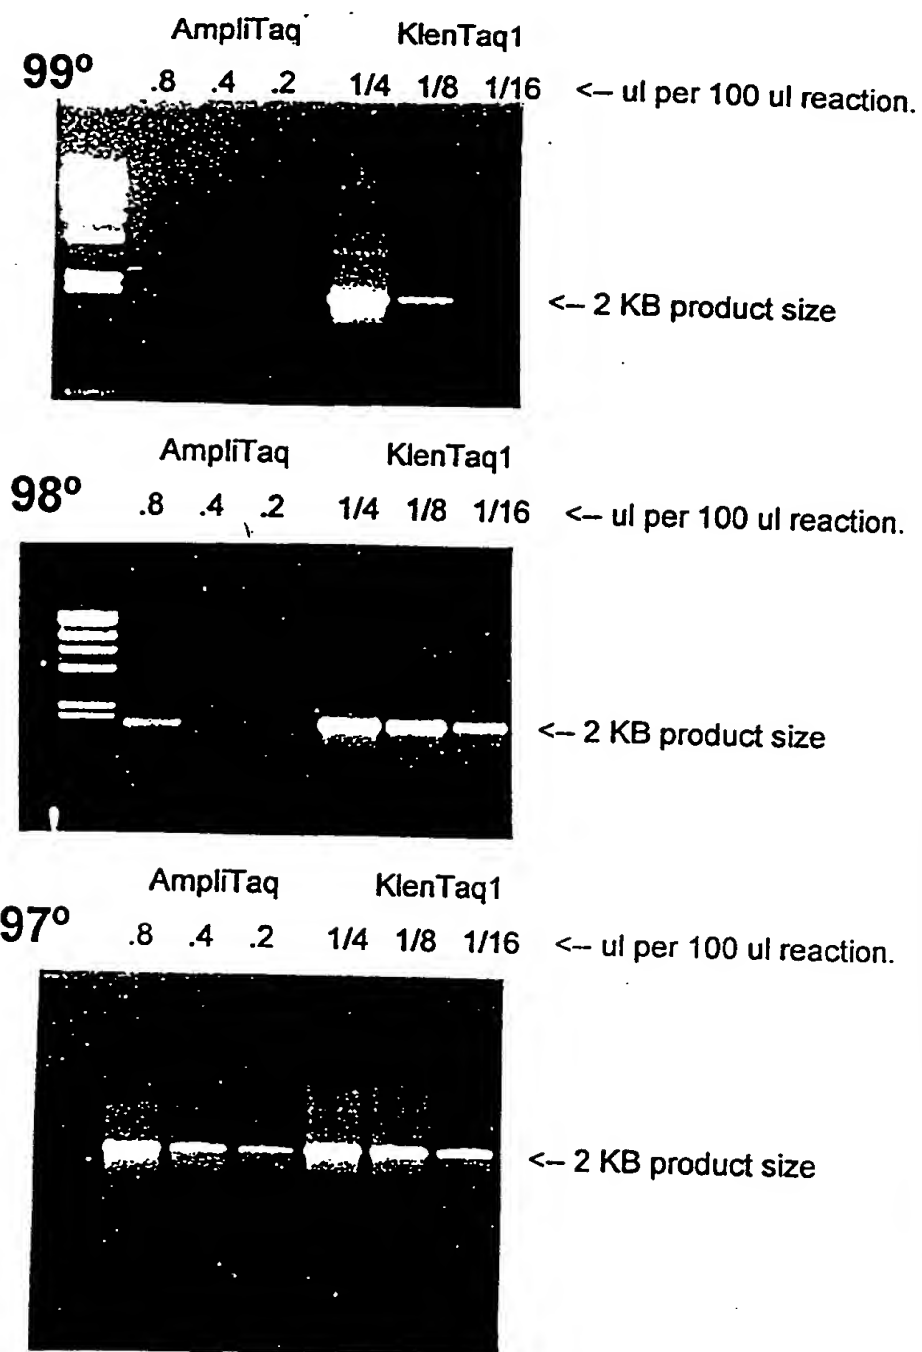 AmpliTaq KlenTaq1
99º .8 .4 .2 1/4 1/8 1/16 <– ul per 100 ul reaction.
<– 2 KB product size
AmpliTaq KlenTaq1
98º .8 .4 .2 1/4 1/8 1/16 <– ul per 100 ul reaction.
<– 2 KB product size
AmpliTaq KlenTaq1
97º .8 .4 .2 1/4 1/8 1/16 <– ul per 100 ul reaction.
<– 2 KB product size